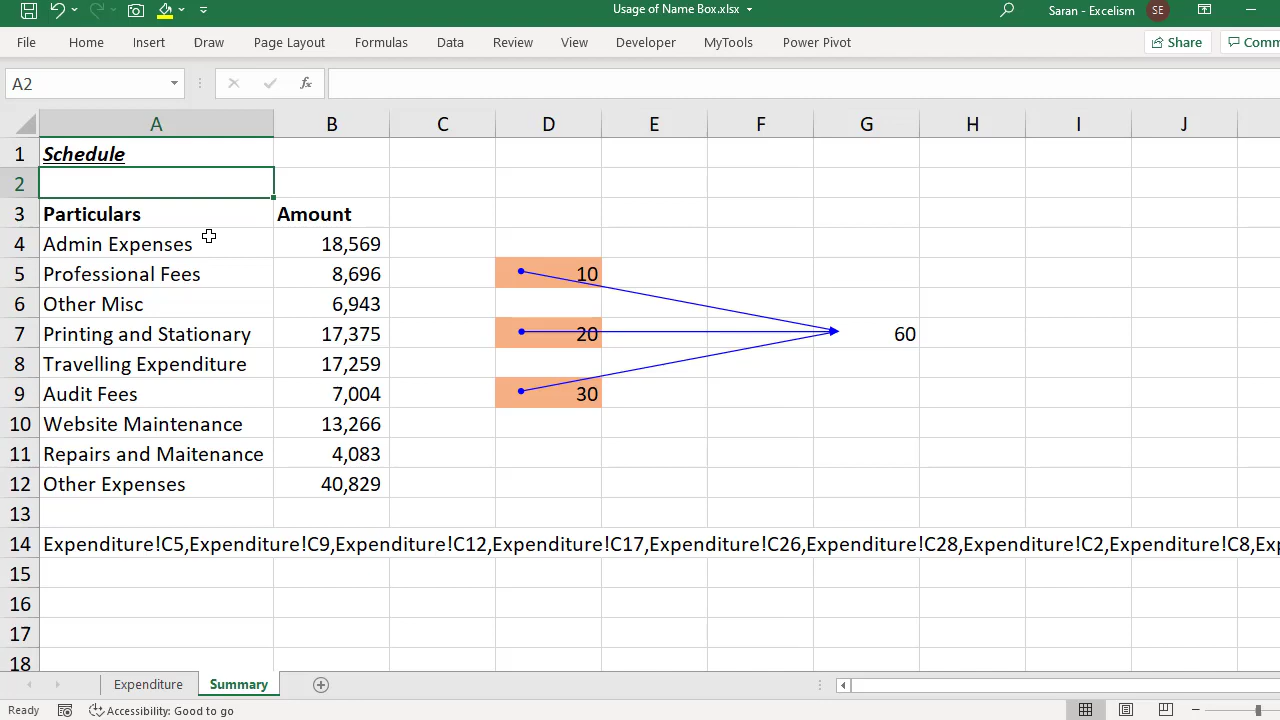 Usage of Name Box.xlsx
Saran - Excelism SE
File Home Insert Draw Page Layout Formulas Data Review View Developer MyTools Power Pivot Share Comm
A2 fx
A B C D E F G H I J
1 Schedule
2
3 Particulars Amount
4 Admin Expenses 18,569
5 Professional Fees 8,696 10
6 Other Misc 6,943
7 Printing and Stationary 17,375 20 60
8 Travelling Expenditure 17,259
9 Audit Fees 7,004 30
10 Website Maintenance 13,266
11 Repairs and Maitenance 4,083
12 Other Expenses 40,829
13
14 Expenditure!C5,Expenditure!C9,Expenditure!C12,Expenditure!C17,Expenditure!C26,Expenditure!C28,Expenditure!C2,Expenditure!C8,Exp
15
16
17
18
Expenditure Summary
Ready Accessibility: Good to go